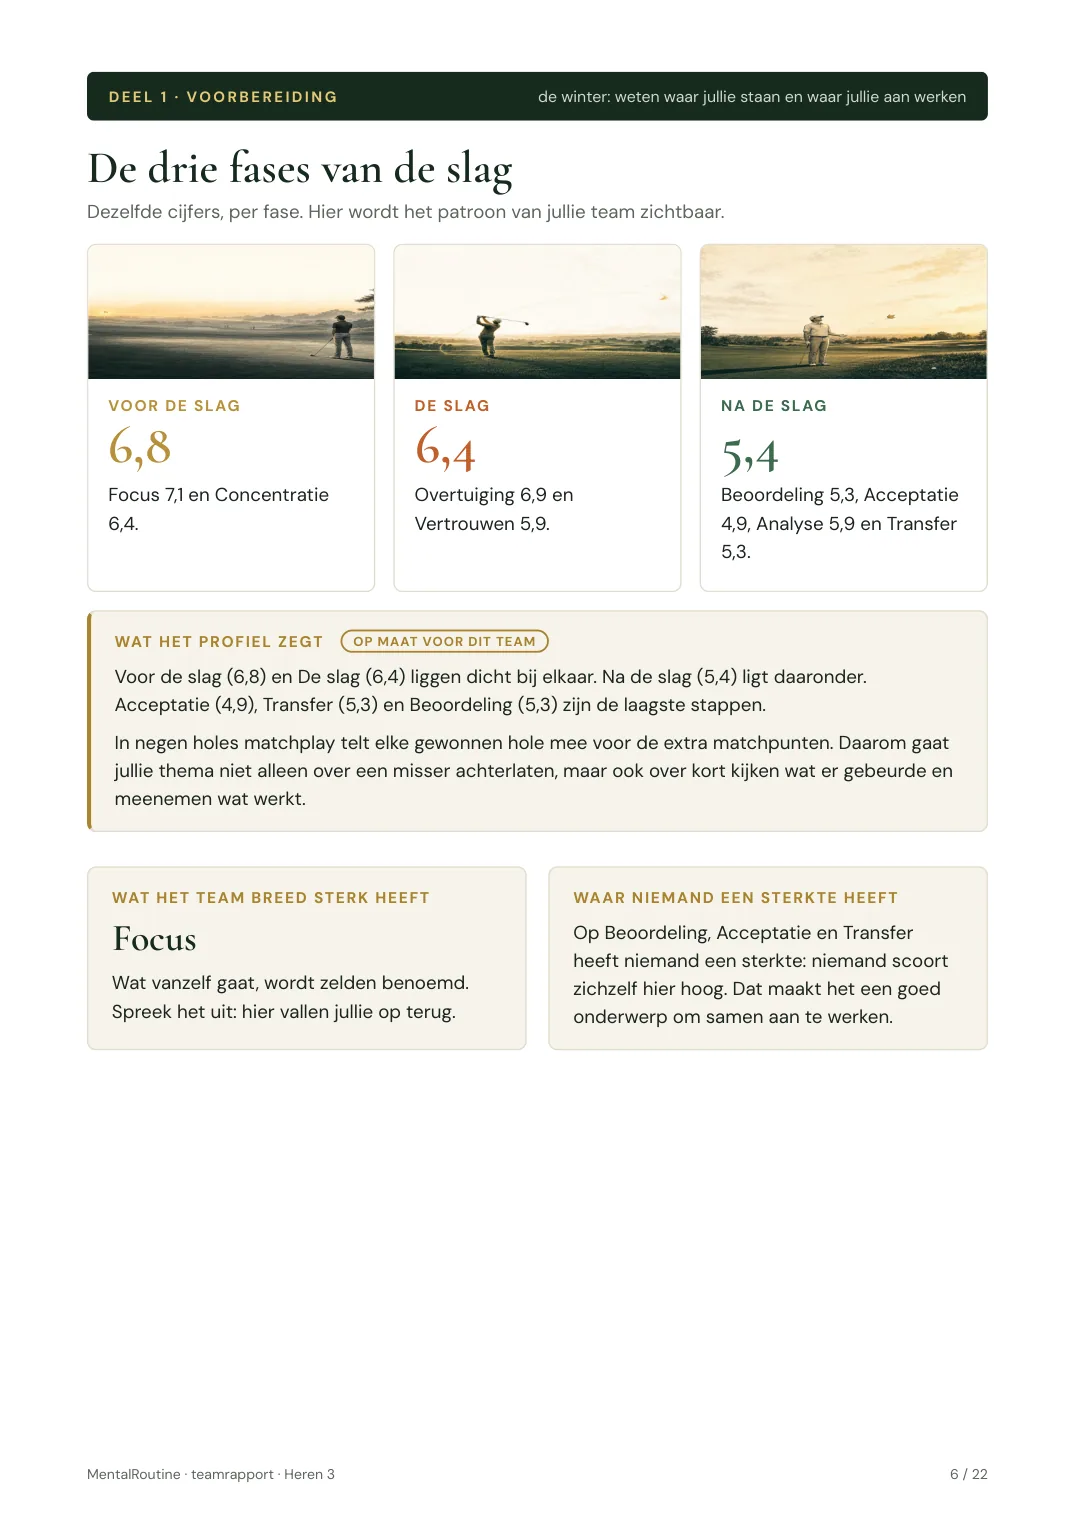 DEEL 1 · VOORBEREIDING
de winter: weten waar jullie staan en waar jullie aan werken
De drie fases van de slag
Dezelfde cijfers, per fase. Hier wordt het patroon van jullie team zichtbaar.
VOOR DE SLAG
6,8
Focus 7,1 en Concentratie
6,4.
DE SLAG
6,4
Overtuiging 6,9 en
Vertrouwen 5,9.
NA DE SLAG
5,4
Beoordeling 5,3, Acceptatie
4,9, Analyse 5,9 en Transfer
5,3.
WAT HET PROFIEL ZEGT
OP MAAT VOOR DIT TEAM
Voor de slag (6,8) en De slag (6,4) liggen dicht bij elkaar. Na de slag (5,4) ligt daaronder.
Acceptatie (4,9), Transfer (5,3) en Beoordeling (5,3) zijn de laagste stappen.
In negen holes matchplay telt elke gewonnen hole mee voor de extra matchpunten. Daarom gaat
jullie thema niet alleen over een misser achterlaten, maar ook over kort kijken wat er gebeurde en
meenemen wat werkt.
WAT HET TEAM BREED STERK HEEFT
Focus
Wat vanzelf gaat, wordt zelden benoemd.
Spreek het uit: hier vallen jullie op terug.
WAAR NIEMAND EEN STERKTE HEEFT
Op Beoordeling, Acceptatie en Transfer
heeft niemand een sterkte: niemand scoort
zichzelf hier hoog. Dat maakt het een goed
onderwerp om samen aan te werken.
MentalRoutine · teamrapport · Heren 3
6 / 22